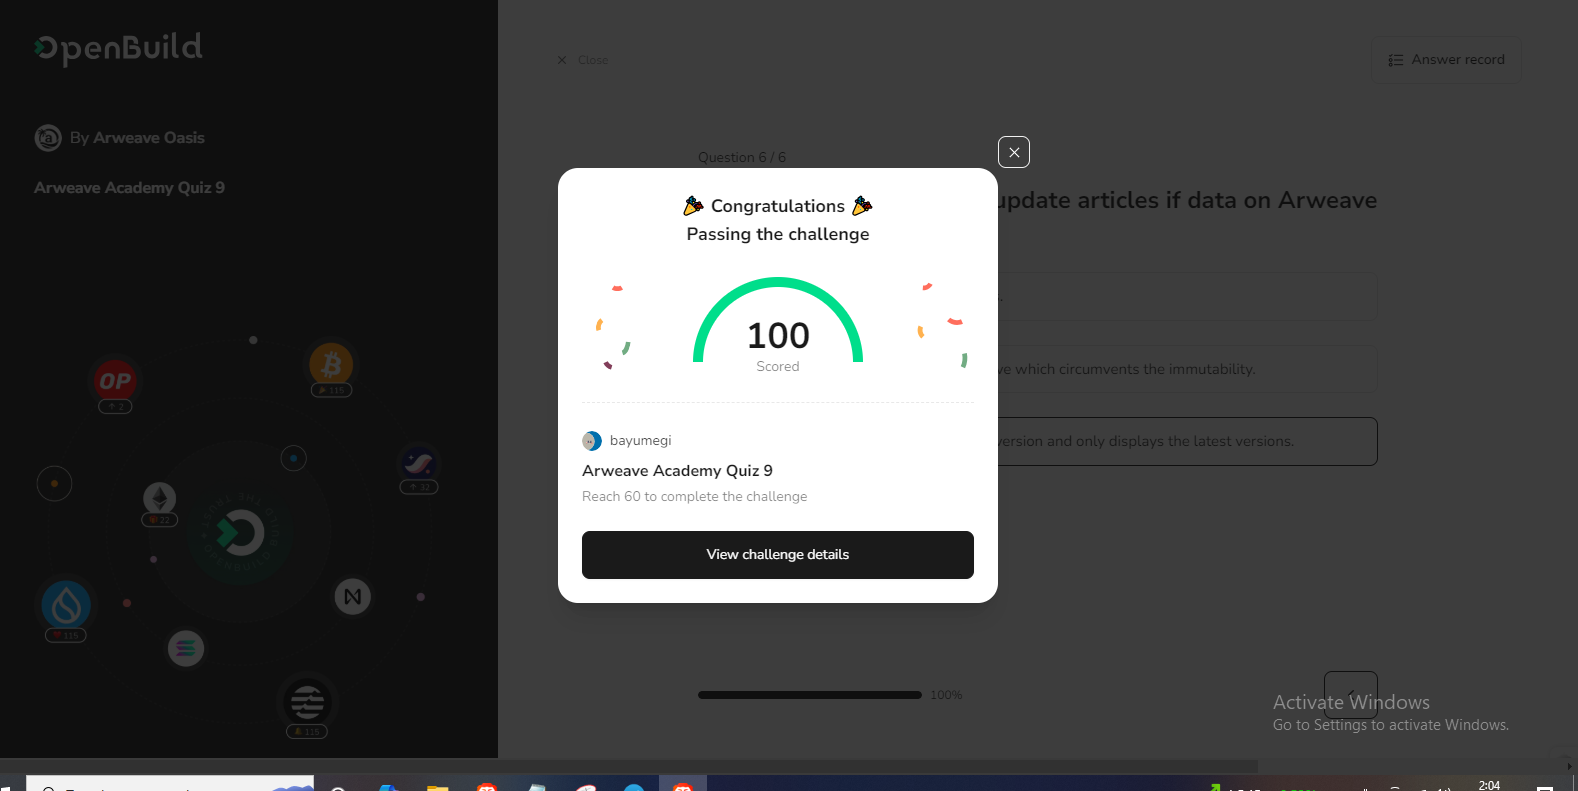 OpenBuild
Close
Answer record
By Arweave Oasis
Arweave Academy Quiz 9
Question 6 / 6
update articles if data on Arweave
which circumvents the immutability.
and only displays the latest versions.
Congratulations
Passing the challenge
100
Scored
bayumegi
Arweave Academy Quiz 9
Reach 60 to complete the challenge
View challenge details
OP
2
115
32
22
115
115
100%
Activate Windows
Go to Settings to activate Windows.
2:04